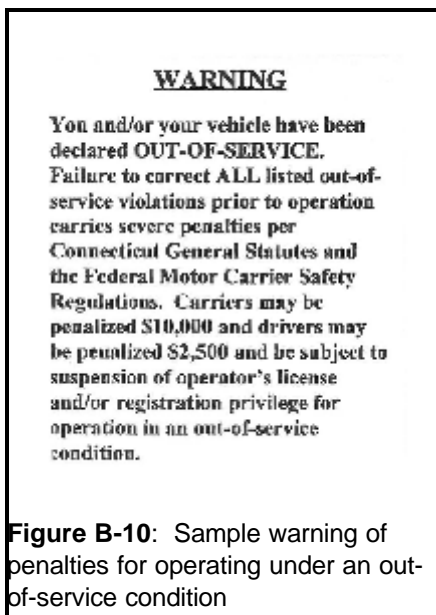 WARNING
You and/or your vehicle have been
declared OUT-OF-SERVICE.
Failure to correct ALL listed out-of-
service violations prior to operation
carries severe penalties per
Connecticut General Statutes and
the Federal Motor Carrier Safety
Regulations. Carriers may be
penalized $10,000 and drivers may
be penalized $2,500 and be subject to
suspension of operator's license
and/or registration privilege for
operation in an out-of-service
condition.
Figure B-10: Sample warning of
penalties for operating under an out-
of-service condition